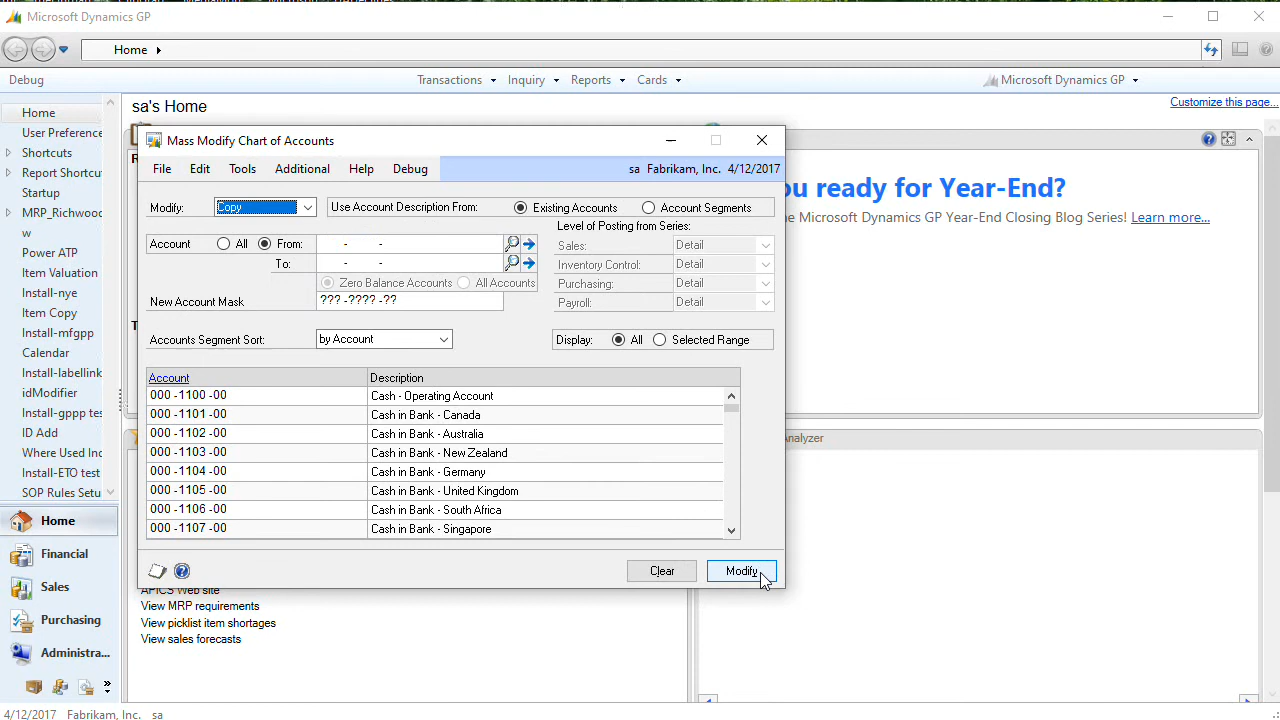 Microsoft Dynamics GP
Home
Debug
Transactions
Inquiry
Reports
Cards
Microsoft Dynamics GP
Home
User Preference
Shortcuts
Report Shortcu
Startup
MRP_Richwood
w
Power ATP
Item Valuation
Install-nye
Item Copy
Install-mfgpp
Calendar
Install-labellink
idModifier
Install-gppp tes
ID Add
Where Used Inc
Install-ETO test
SOP Rules Setu
Home
Financial
Sales
Purchasing
Administra...
sa's Home
Customize this page...
ou ready for Year-End?
he Microsoft Dynamics GP Year-End Closing Blog Series! Learn more...
Analyzer
Mass Modify Chart of Accounts
File Edit Tools Additional Help Debug
sa Fabrikam, Inc. 4/12/2017
Modify: Copy
Use Account Description From: Existing Accounts Account Segments
Account All From: - -
To: - -
Zero Balance Accounts All Accounts
New Account Mask ??? -???? -??
Level of Posting from Series:
Sales: Detail
Inventory Control: Detail
Purchasing: Detail
Payroll: Detail
Accounts Segment Sort: by Account
Display: All Selected Range
Account Description
000 -1100 -00 Cash - Operating Account
000 -1101 -00 Cash in Bank - Canada
000 -1102 -00 Cash in Bank - Australia
000 -1103 -00 Cash in Bank - New Zealand
000 -1104 -00 Cash in Bank - Germany
000 -1105 -00 Cash in Bank - United Kingdom
000 -1106 -00 Cash in Bank - South Africa
000 -1107 -00 Cash in Bank - Singapore
Clear Modify
APICS Web site
View MRP requirements
View picklist item shortages
View sales forecasts
4/12/2017 Fabrikam, Inc. sa